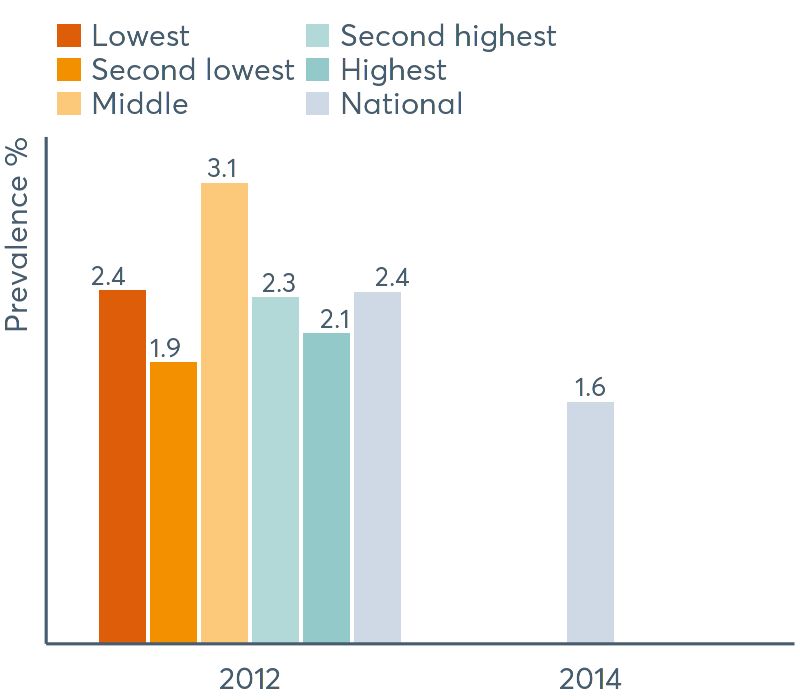 Lowest
Second lowest
Middle
Second highest
Highest
National
Prevalence %
2.4
1.9
3.1
2.3
2.1
2.4
1.6
2012
2014